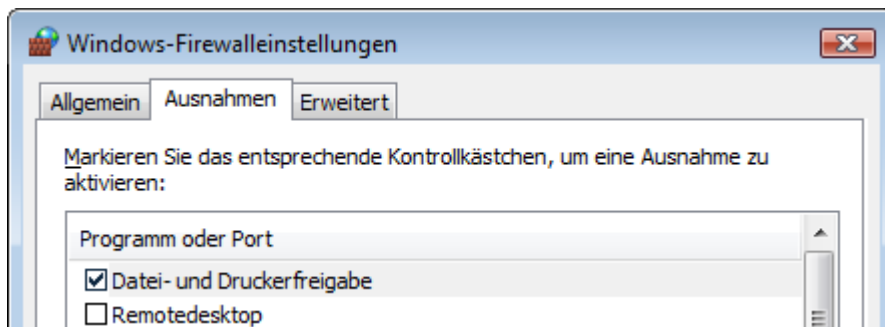 Windows-Firewalleinstellungen
Allgemein Ausnahmen Erweitert
Markieren Sie das entsprechende Kontrollkästchen, um eine Ausnahme zu
aktivieren:
Programm oder Port
Datei- und Druckerfreigabe
Remotedesktop